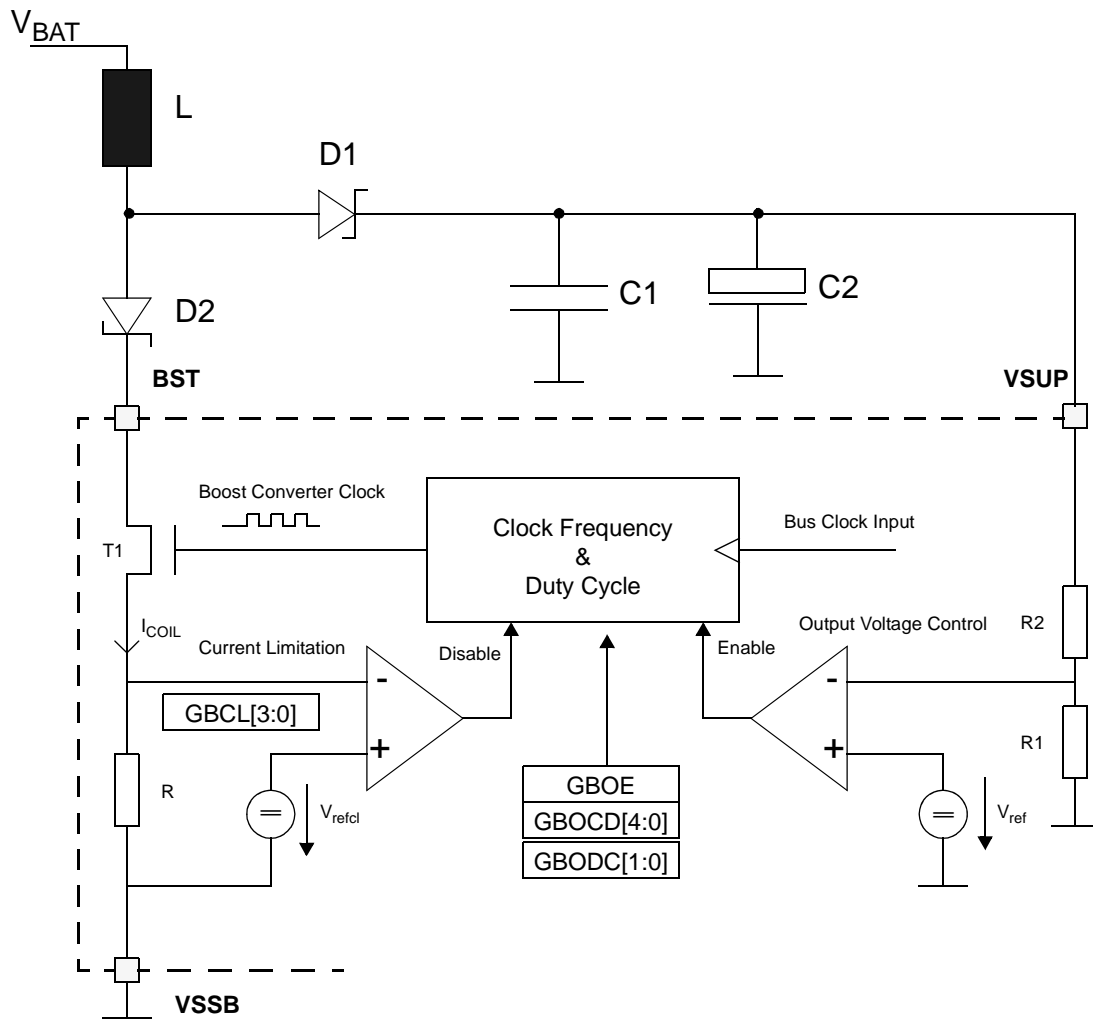 VBAT
L
D1
D2
C1
C2
BST
VSUP
Boost Converter Clock
Clock Frequency
&
Duty Cycle
Bus Clock Input
T1
ICOIL
Current Limitation
Disable
Enable
Output Voltage Control
R2
-
-
GBCL[3:0]
+
+
R1
R
=
Vrefcl
GBOE
GBOCD[4:0]
GBODC[1:0]
=
Vref
VSSB